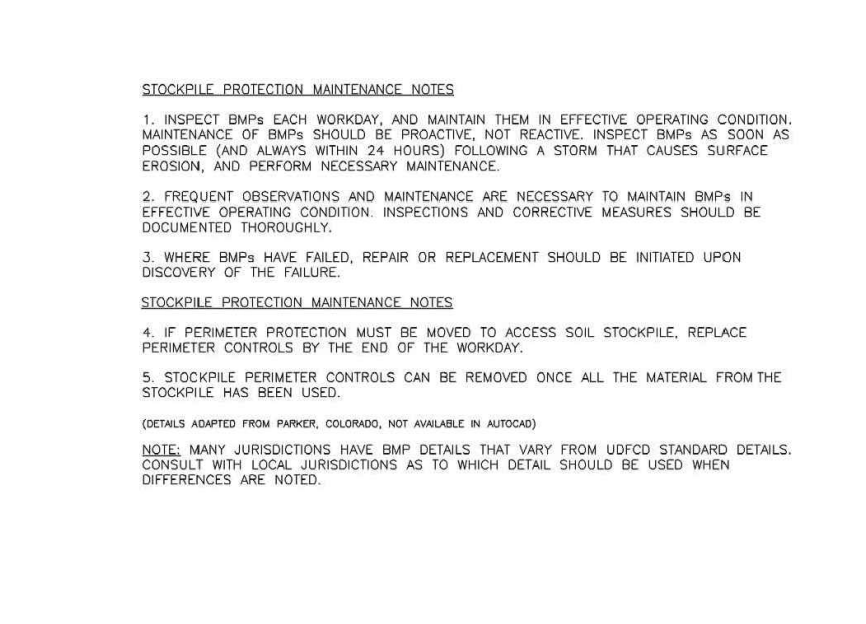 STOCKPILE PROTECTION MAINTENANCE NOTES
1. INSPECT BMPs EACH WORKDAY, AND MAINTAIN THEM IN EFFECTIVE OPERATING CONDITION.
MAINTENANCE OF BMPs SHOULD BE PROACTIVE, NOT REACTIVE. INSPECT BMPs AS SOON AS
POSSIBLE (AND ALWAYS WITHIN 24 HOURS) FOLLOWING A STORM THAT CAUSES SURFACE
EROSION, AND PERFORM NECESSARY MAINTENANCE.
2. FREQUENT OBSERVATIONS AND MAINTENANCE ARE NECESSARY TO MAINTAIN BMPs IN
EFFECTIVE OPERATING CONDITION. INSPECTIONS AND CORRECTIVE MEASURES SHOULD BE
DOCUMENTED THOROUGHLY.
3. WHERE BMPs HAVE FAILED, REPAIR OR REPLACEMENT SHOULD BE INITIATED UPON
DISCOVERY OF THE FAILURE.
STOCKPILE PROTECTION MAINTENANCE NOTES
4. IF PERIMETER PROTECTION MUST BE MOVED TO ACCESS SOIL STOCKPILE, REPLACE
PERIMETER CONTROLS BY THE END OF THE WORKDAY.
5. STOCKPILE PERIMETER CONTROLS CAN BE REMOVED ONCE ALL THE MATERIAL FROM THE
STOCKPILE HAS BEEN USED.
(DETAILS ADAPTED FROM PARKER, COLORADO, NOT AVAILABLE IN AUTOCAD)
NOTE: MANY JURISDICTIONS HAVE BMP DETAILS THAT VARY FROM UDFCD STANDARD DETAILS.
CONSULT WITH LOCAL JURISDICTIONS AS TO WHICH DETAIL SHOULD BE USED WHEN
DIFFERENCES ARE NOTED.